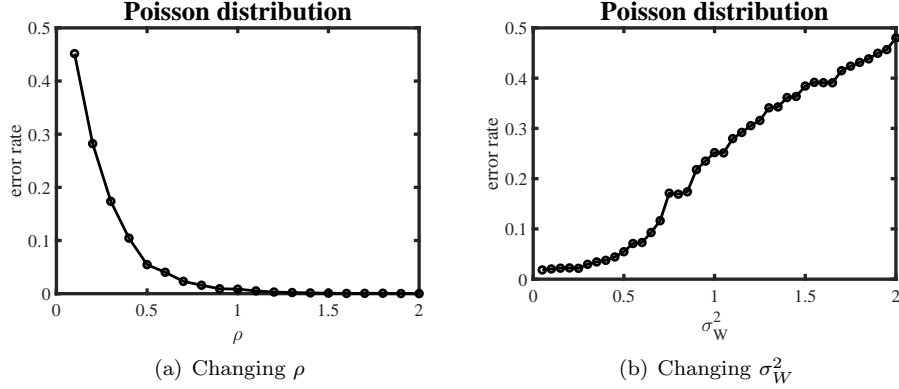 Poisson distribution
0.5
0.4
0.3
0.2
0.1
0
error rate
0 0.5 1 1.5 2
ρ
(a) Changing ρ
Poisson distribution
0.5
0.4
0.3
0.2
0.1
0
error rate
0 0.5 1 1.5 2
σ²_W
(b) Changing σ²_W